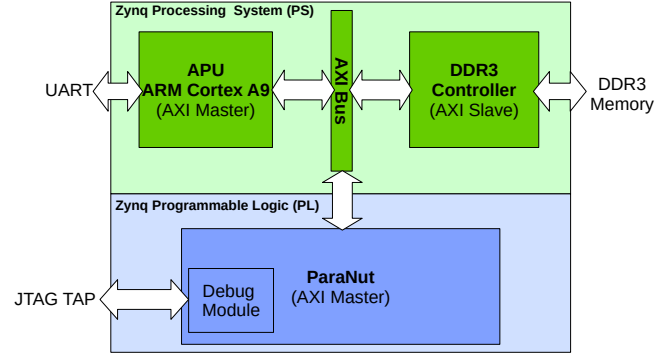 Zynq Processing System (PS)
APU
ARM Cortex A9
(AXI Master)
AXI Bus
DDR3
Controller
(AXI Slave)
UART
DDR3
Memory
Zynq Programmable Logic (PL)
ParaNut
(AXI Master)
Debug
Module
JTAG TAP